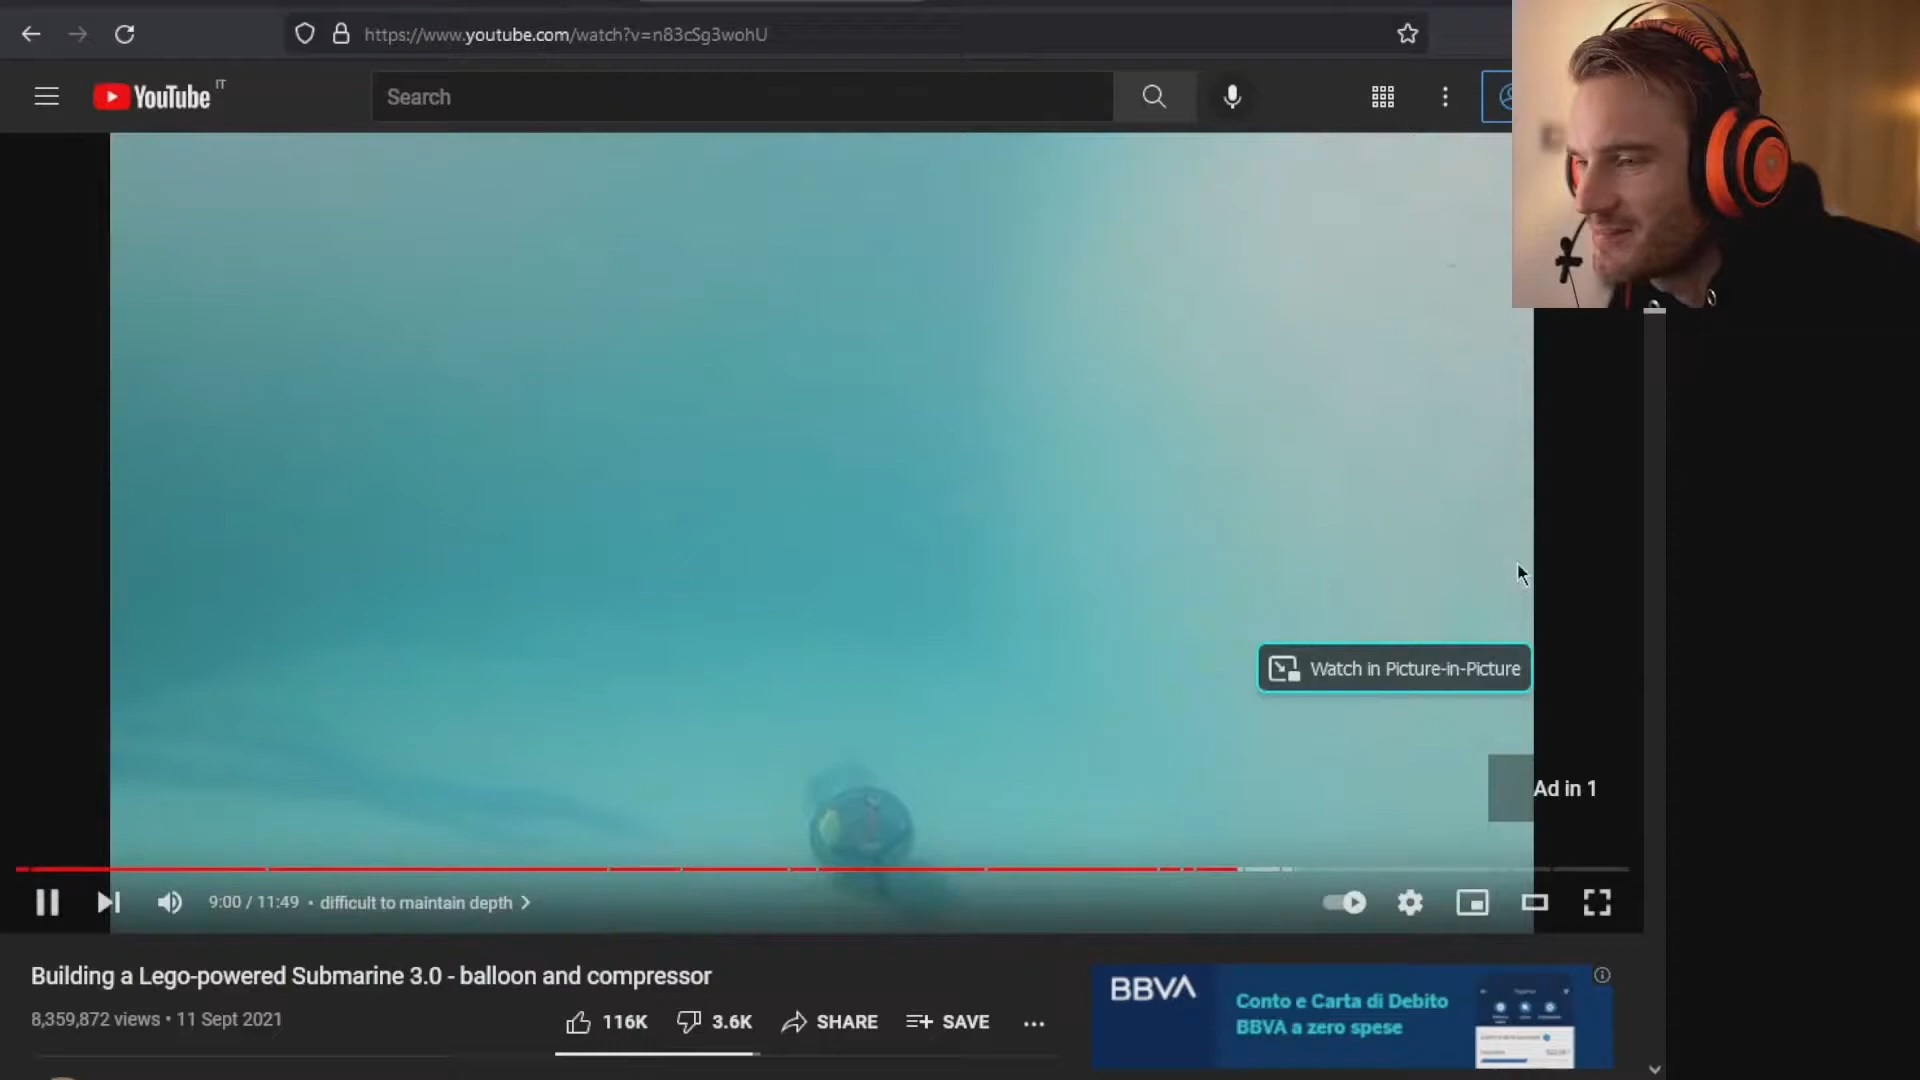 https://www.youtube.com/watch?v=n83cSg3wohU
YouTube IT
Search
Watch in Picture-in-Picture
Ad in 1
9:00 / 11:49 • difficult to maintain depth
Building a Lego-powered Submarine 3.0 - balloon and compressor
8,359,872 views • 11 Sept 2021
116K
3.6K
SHARE
SAVE
BBVA
Conto e Carta di Debito
BBVA a zero spese